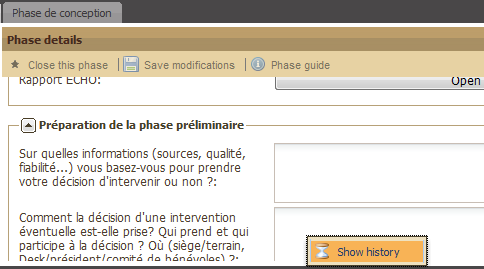 Phase de conception
Phase details
Close this phase Save modifications Phase guide
Rapport ECHO: Open
Préparation de la phase préliminaire
Sur quelles informations (sources, qualité,
fiabilité...) vous basez-vous pour prendre
votre décision d'intervenir ou non ?:
Comment la décision d'une intervention
éventuelle est-elle prise? Qui prend et qui
participe à la décision ? Où (siège/terrain,
Desk/président/comité de bénévoles) ?:
Show history